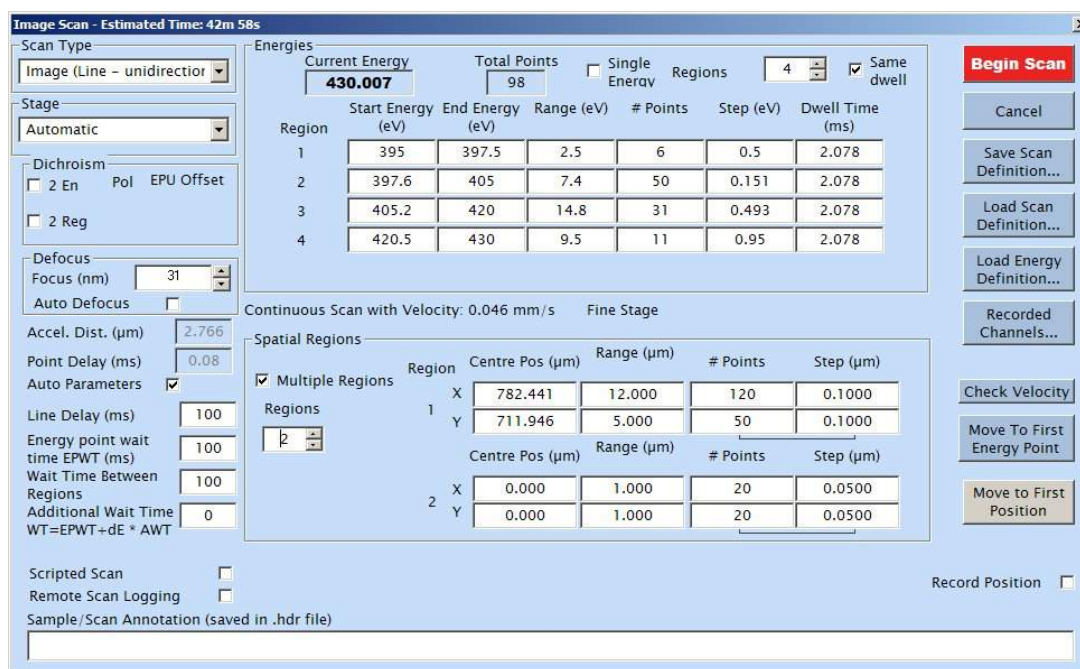 Image Scan - Estimated Time: 42m 58s
Scan Type
Image (Line – unidirection
Stage
Automatic
Dichroism
2 En Pol EPU Offset
2 Reg
Defocus
Focus (nm) 31
Auto Defocus
Accel. Dist. (µm) 2.766
Point Delay (ms) 0.08
Auto Parameters
Line Delay (ms) 100
Energy point wait
time EPWT (ms) 100
Wait Time Between
Regions 100
Additional Wait Time
WT=EPWT+dE * AWT 0
Scripted Scan
Remote Scan Logging
Sample/Scan Annotation (saved in .hdr file)
Energies
Current Energy
430.007
Total Points
98
Single
Energy
Regions 4
Same
dwell
Region Start Energy (eV) End Energy (eV) Range (eV) # Points Step (eV) Dwell Time (ms)
1 395 397.5 2.5 6 0.5 2.078
2 397.6 405 7.4 50 0.151 2.078
3 405.2 420 14.8 31 0.493 2.078
4 420.5 430 9.5 11 0.95 2.078
Continuous Scan with Velocity: 0.046 mm/s Fine Stage
Spatial Regions
Multiple Regions
Regions
2
Region Centre Pos (µm) Range (µm) # Points Step (µm)
1
X 782.441 12.000 120 0.1000
Y 711.946 5.000 50 0.1000
Centre Pos (µm) Range (µm) # Points Step (µm)
2
X 0.000 1.000 20 0.0500
Y 0.000 1.000 20 0.0500
Begin Scan
Cancel
Save Scan
Definition...
Load Scan
Definition...
Load Energy
Definition...
Recorded
Channels...
Check Velocity
Move To First
Energy Point
Move to First
Position
Record Position